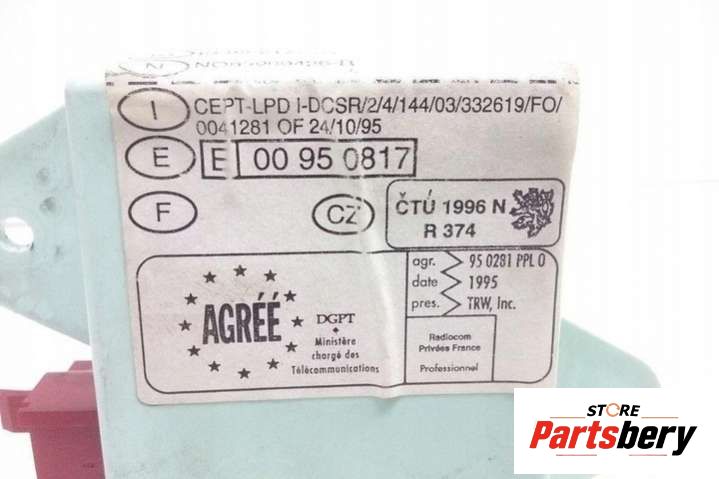 N
I CEPT-LPD I-DCSR/2/4/144/03/332619/FO/
0041281 OF 24/10/95
E E 00 95 0817
F CZ ČTÚ 1996 N
R 374
AGRÉÉ
DGPT
Ministère
chargé des
Télécommunications
agr. 95 0281 PPL 0
date 1995
prés. TRW, Inc.
Radiocom
Privées France
Professionnel
STORE
Partsbery